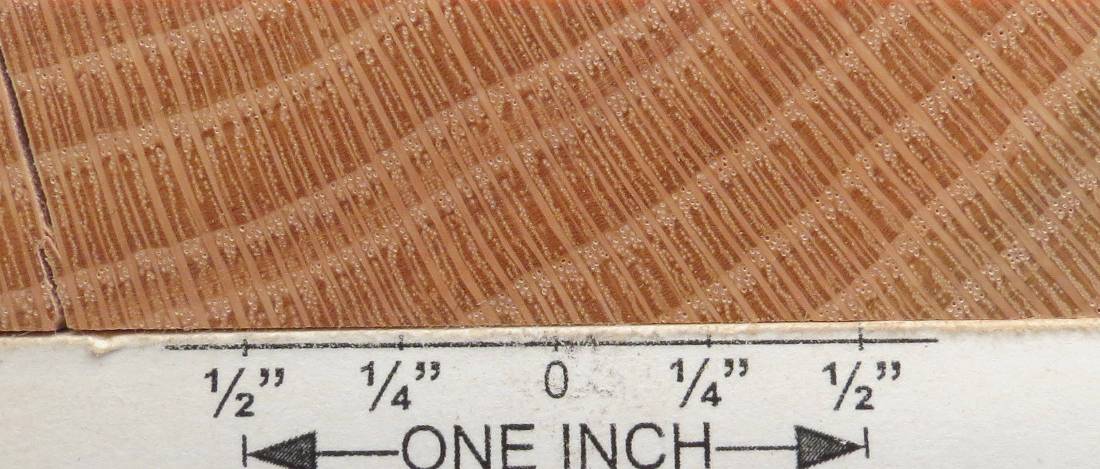 ½” ¼” 0 ¼” ½”
ONE INCH